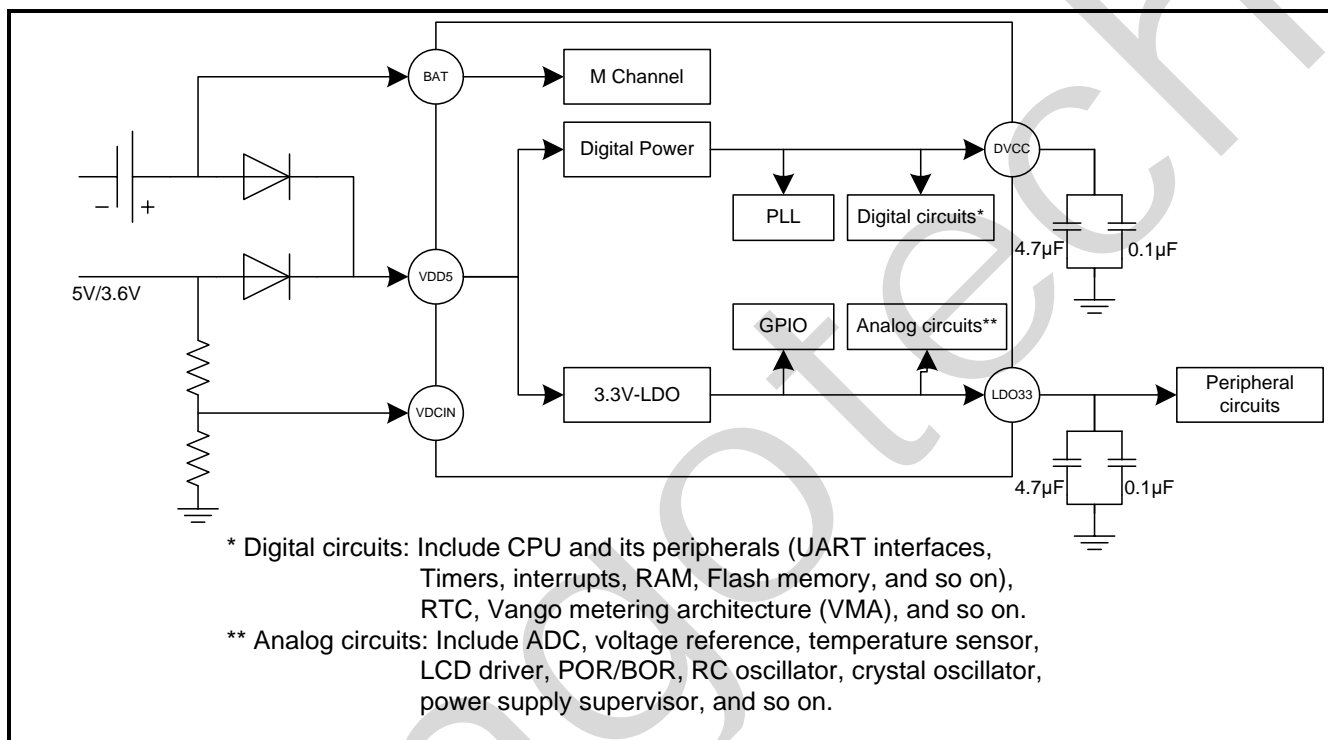 BAT
M Channel
Digital Power
DVCC
PLL
Digital circuits*
4.7µF
0.1µF
− +
VDD5
5V/3.6V
GPIO
Analog circuits**
3.3V-LDO
LDO33
Peripheral
circuits
VDCIN
4.7µF
0.1µF
* Digital circuits: Include CPU and its peripherals (UART interfaces,
Timers, interrupts, RAM, Flash memory, and so on),
RTC, Vango metering architecture (VMA), and so on.
** Analog circuits: Include ADC, voltage reference, temperature sensor,
LCD driver, POR/BOR, RC oscillator, crystal oscillator,
power supply supervisor, and so on.
agotech